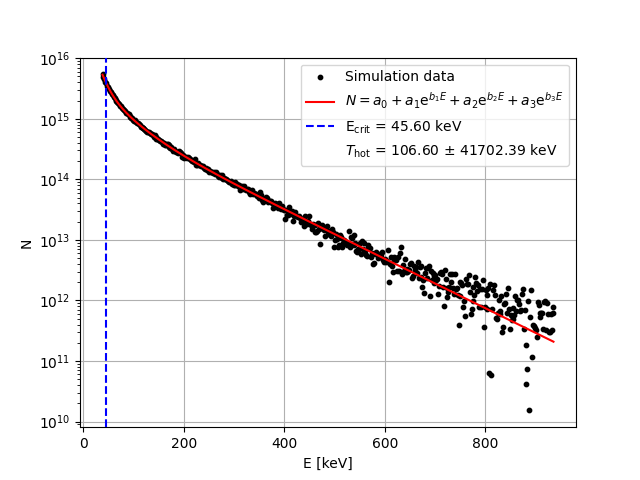 Simulation data
N = a₀ + a₁e^{b₁E} + a₂e^{b₂E} + a₃e^{b₃E}
E_crit = 45.60 keV
T_hot = 106.60 ± 41702.39 keV
10¹⁶
10¹⁵
10¹⁴
10¹³
10¹²
10¹¹
10¹⁰
N
0 200 400 600 800
E [keV]